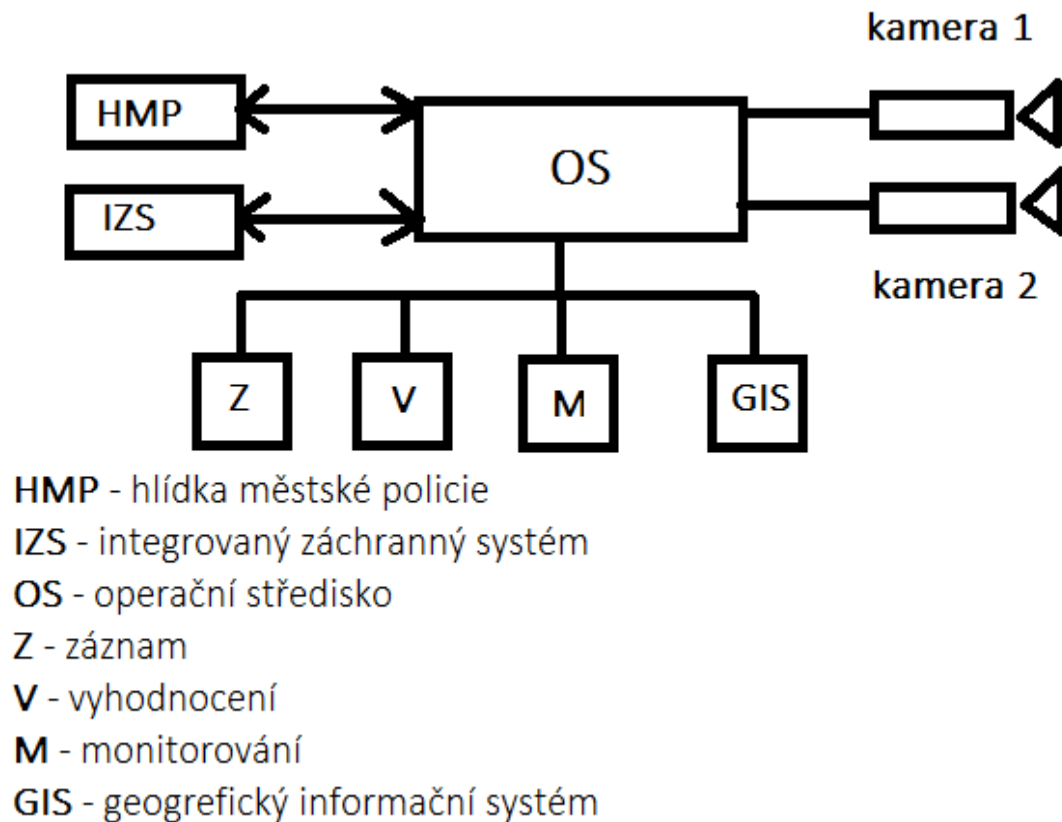 kamera 1
HMP
OS
IZS
kamera 2
Z V M GIS
HMP - hlídka městské policie
IZS - integrovaný záchranný systém
OS - operační středisko
Z - záznam
V - vyhodnocení
M - monitorování
GIS - geogrefický informační systém